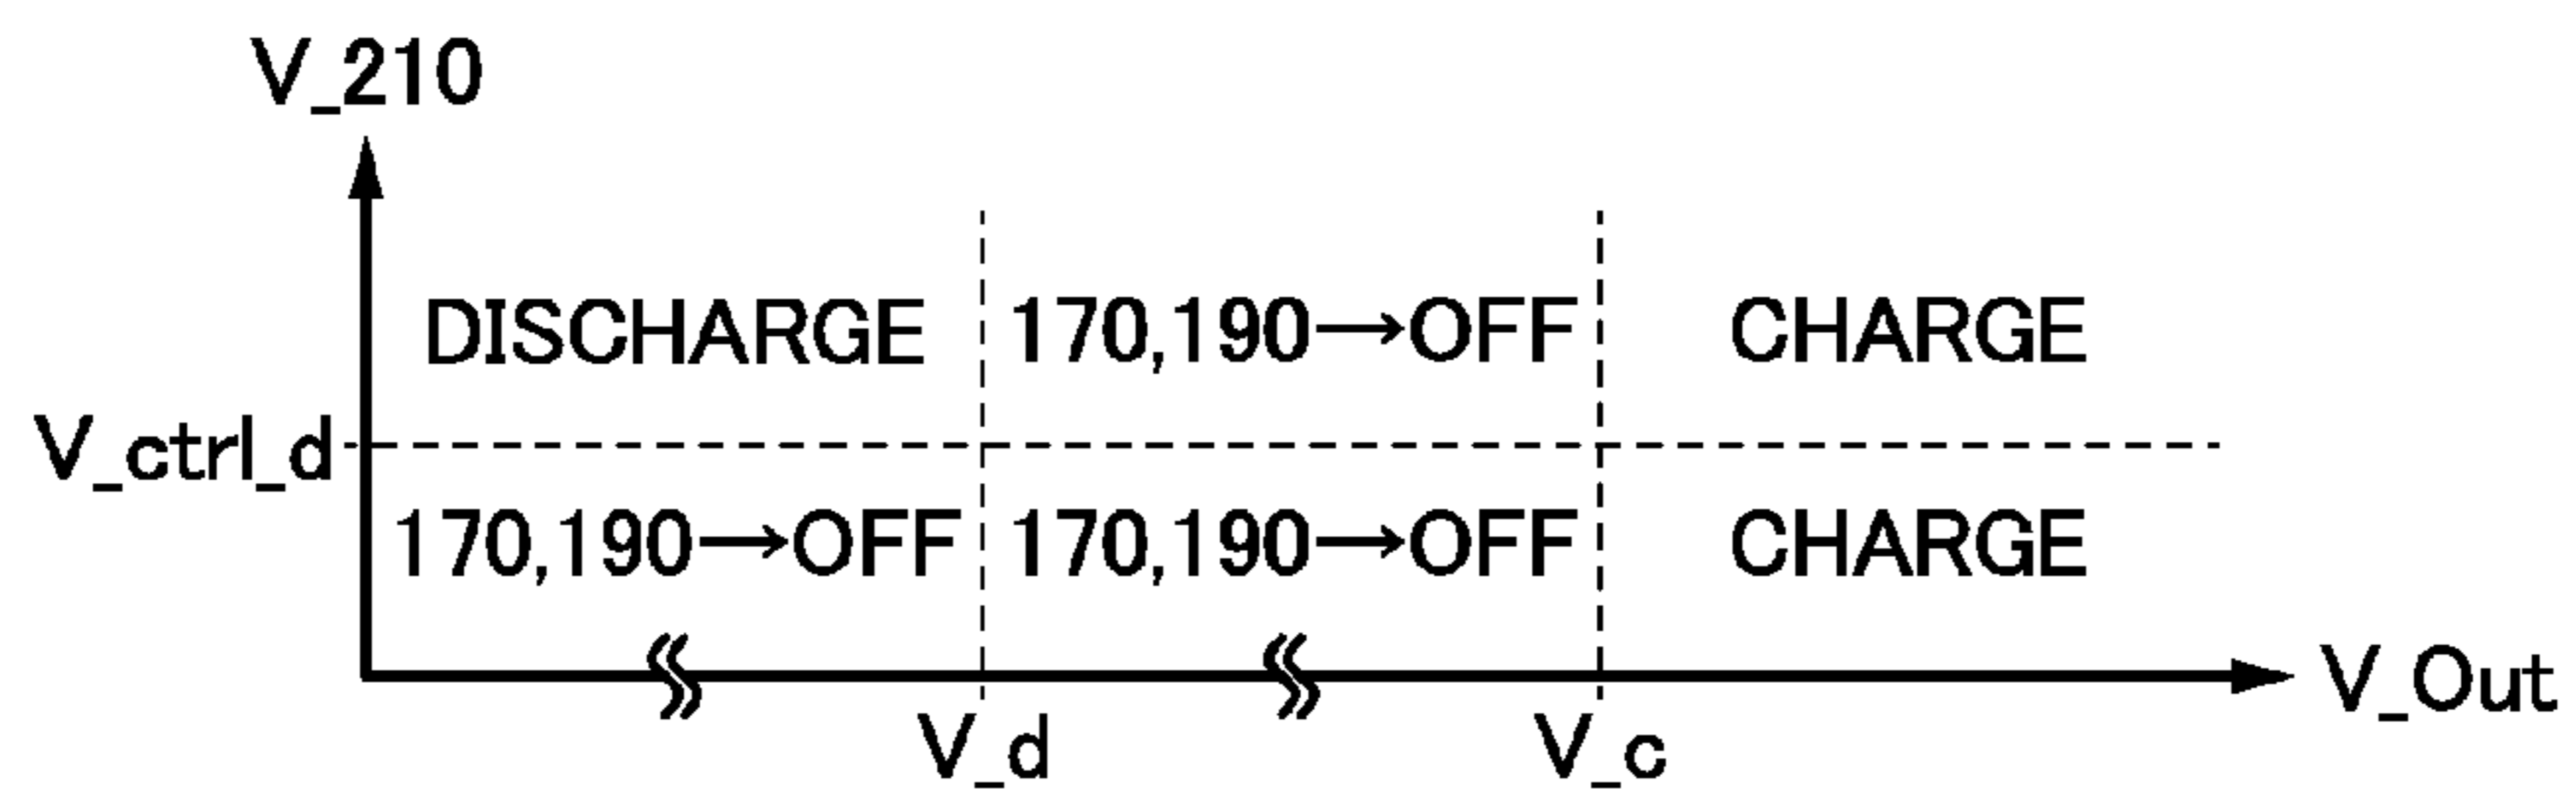 V_210
DISCHARGE 170,190→OFF CHARGE
V_ctrl_d
170,190→OFF 170,190→OFF CHARGE
V_Out
V_d V_c